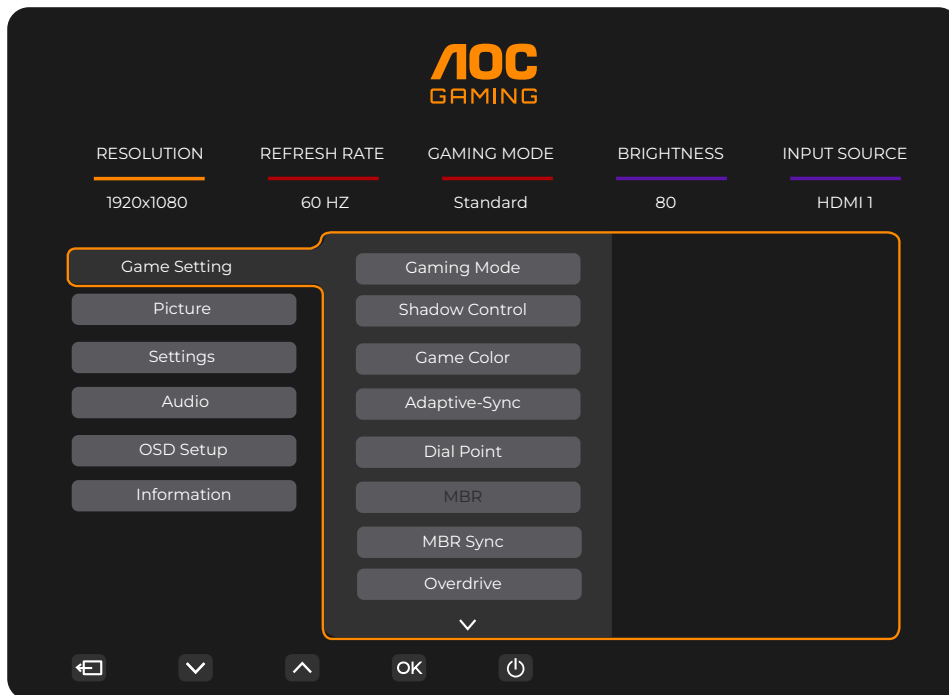 AOC
GAMING
RESOLUTION REFRESH RATE GAMING MODE BRIGHTNESS INPUT SOURCE
1920x1080 60 HZ Standard 80 HDMI 1
Game Setting
Picture
Settings
Audio
OSD Setup
Information
Gaming Mode
Shadow Control
Game Color
Adaptive-Sync
Dial Point
MBR
MBR Sync
Overdrive
OK